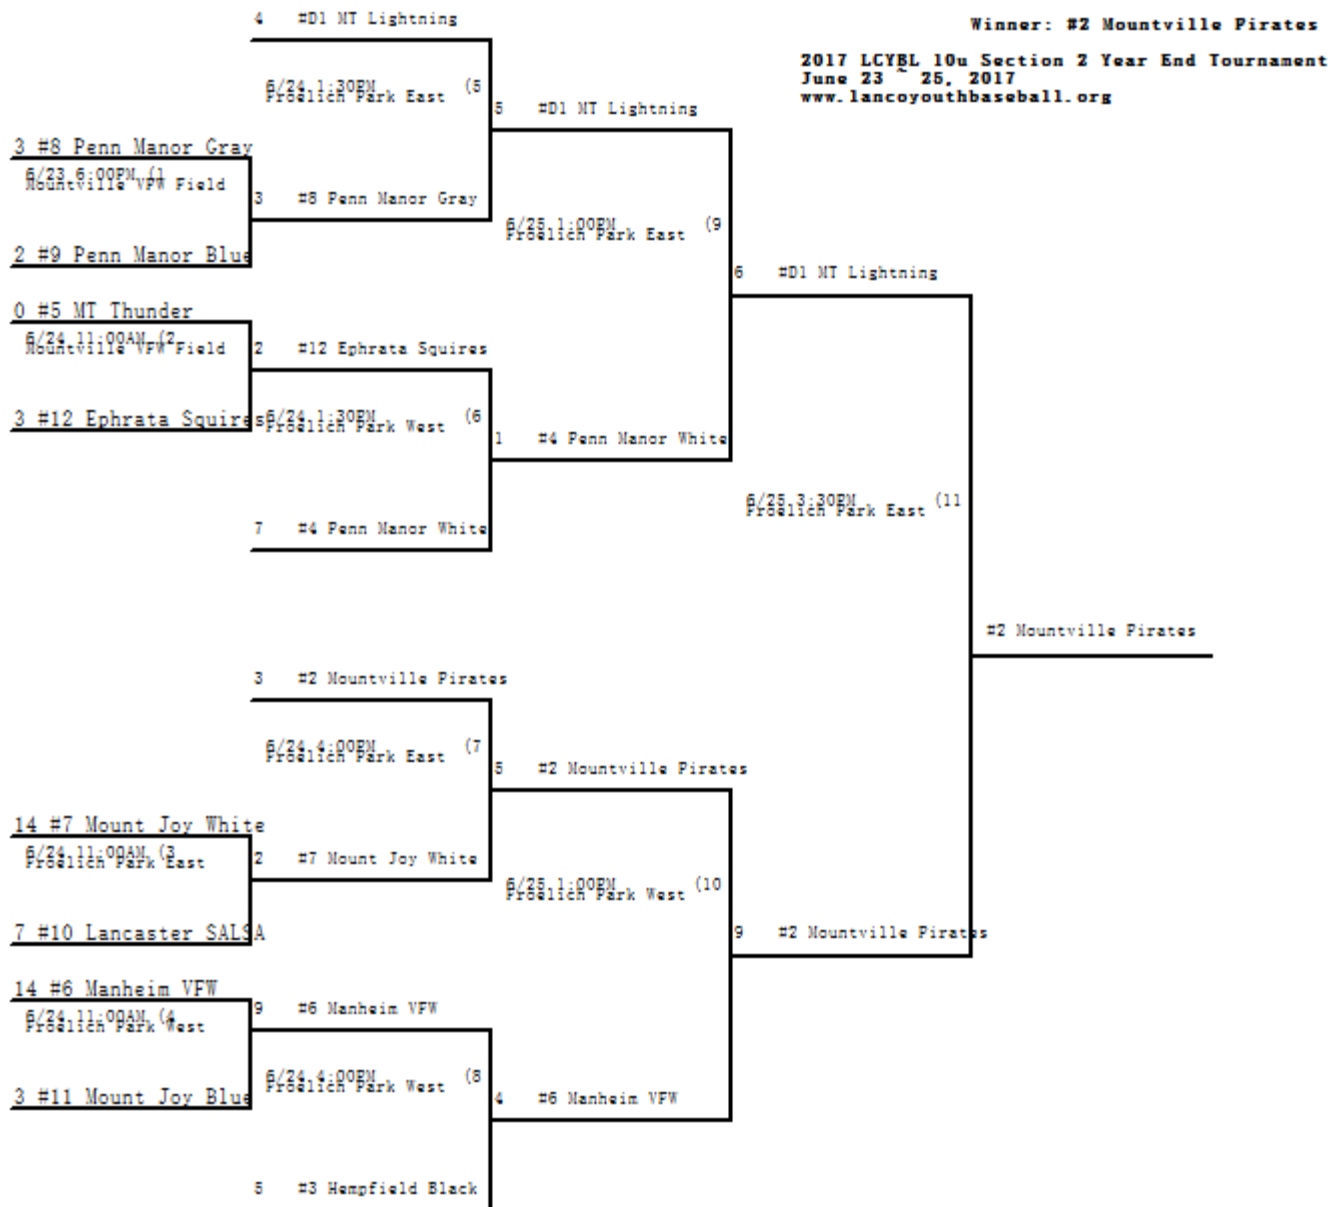 4 #D1 MT Lightning
Winner: #2 Mountville Pirates
2017 LCYBL 10u Section 2 Year End Tournament
June 23 ~ 25, 2017
www.lancoyouthbaseball.org
6/24 1:30PM (5
Froelich Park East
5 #D1 MT Lightning
3 #8 Penn Manor Gray
6/23 6:00PM (1
Mountville VFW Field
3 #8 Penn Manor Gray
6/25 1:00PM (9
Froelich Park East
2 #9 Penn Manor Blue
6 #D1 MT Lightning
0 #5 MT Thunder
6/24 11:00AM (2
Mountville VFW Field
2 #12 Ephrata Squires
3 #12 Ephrata Squires
6/24 1:30PM (6
Froelich Park West
1 #4 Penn Manor White
6/25 3:30PM (11
Froelich Park East
7 #4 Penn Manor White
#2 Mountville Pirates
3 #2 Mountville Pirates
6/24 4:00PM (7
Froelich Park East
5 #2 Mountville Pirates
14 #7 Mount Joy White
6/24 11:00AM (3
Froelich Park East
2 #7 Mount Joy White
6/25 1:00PM (10
Froelich Park West
7 #10 Lancaster SALSA
9 #2 Mountville Pirates
14 #6 Manheim VFW
6/24 11:00AM (4
Froelich Park West
9 #6 Manheim VFW
6/24 4:00PM (8
Froelich Park West
3 #11 Mount Joy Blue
4 #6 Manheim VFW
5 #3 Hempfield Black